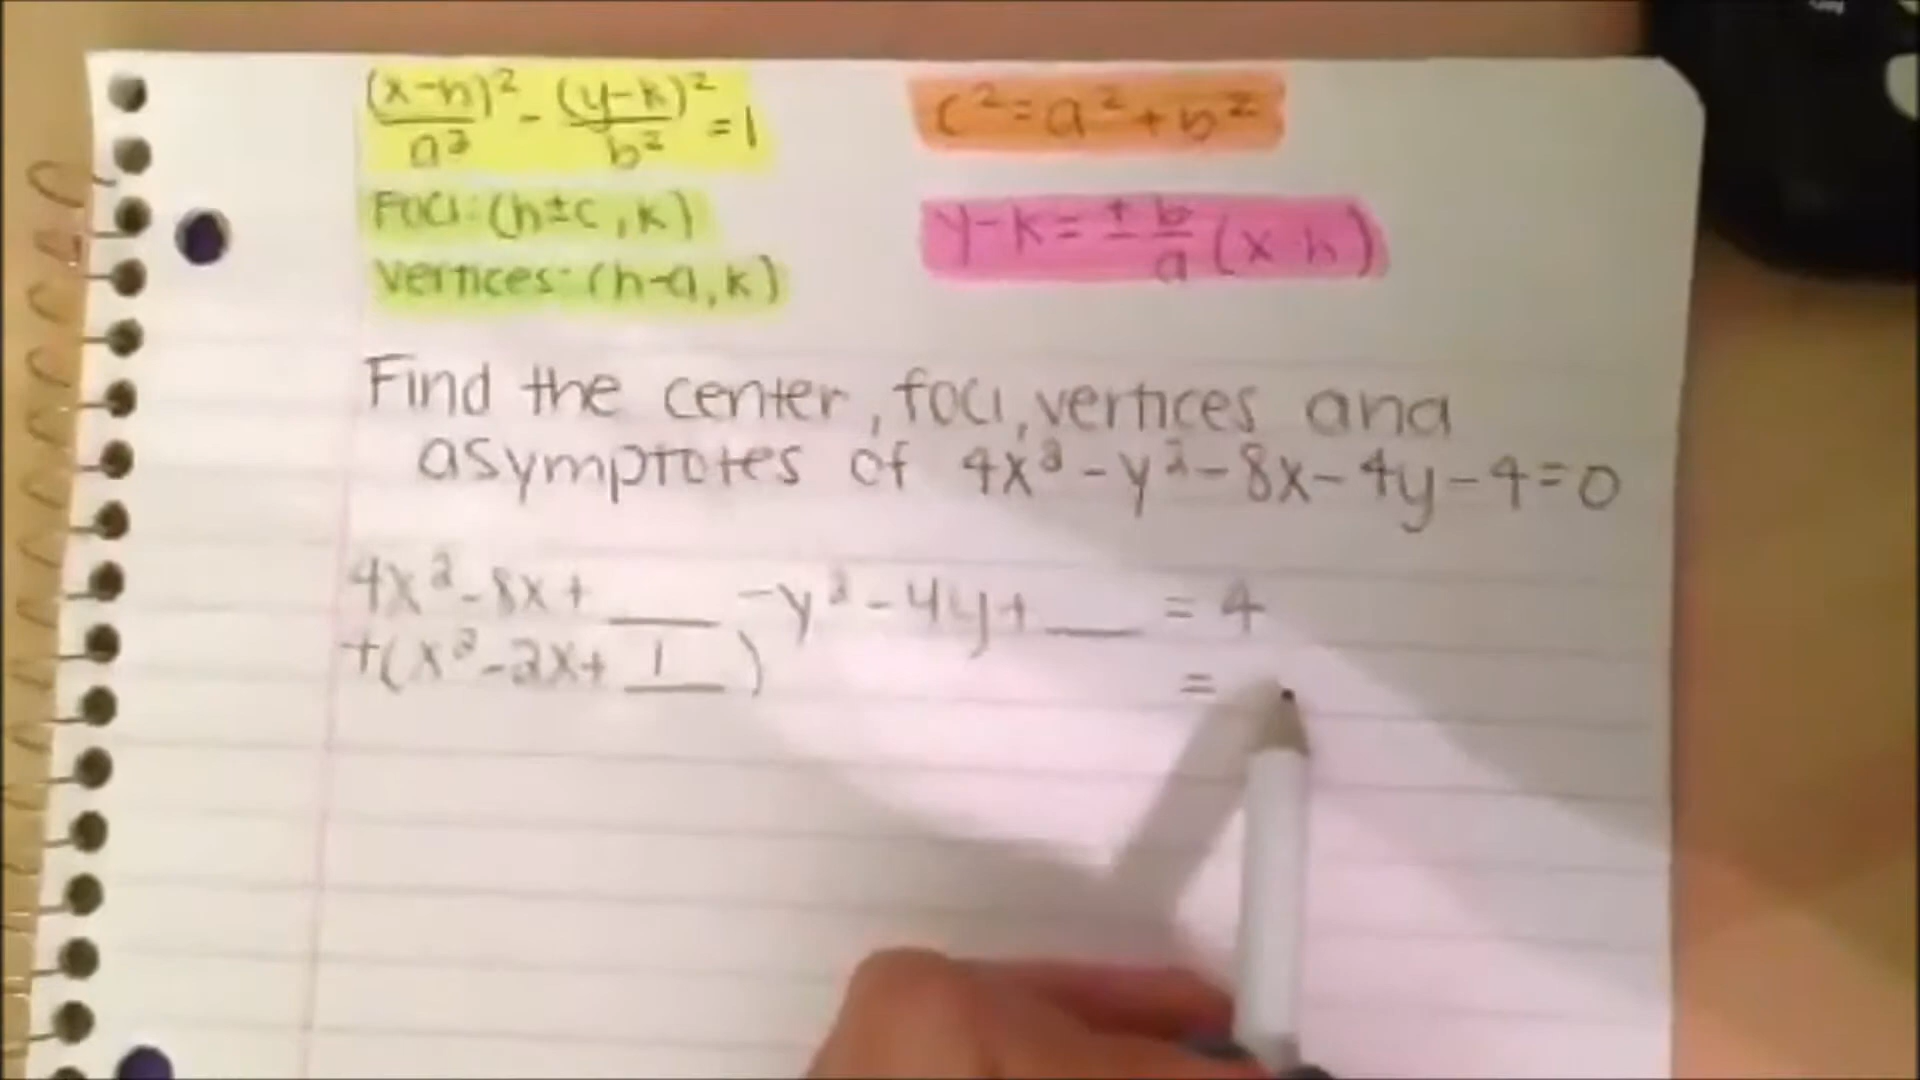 (x-h)²/a² - (y-k)²/b² = 1
c²=a²+b²
Foci: (h±c, k)
y-k= ± b/a (x-h)
Vertices: (h-a, k)
Find the center, foci, vertices and
asymptotes of 4x²-y²-8x-4y-4=0
4x²-8x+ ___ -y²-4y+ ___ = 4
4(x²-2x+ 1 ) =